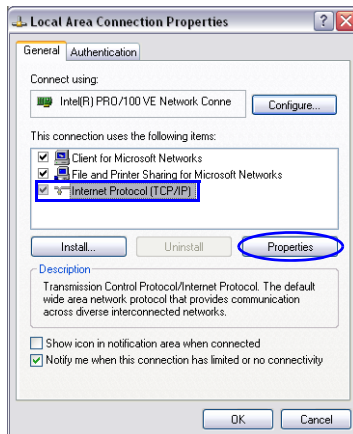 Local Area Connection Properties
General Authentication
Connect using:
Intel(R) PRO/100 VE Network Conne
Configure...
This connection uses the following items:
Client for Microsoft Networks
File and Printer Sharing for Microsoft Networks
Internet Protocol (TCP/IP)
Install... Uninstall Properties
Description
Transmission Control Protocol/Internet Protocol. The default
wide area network protocol that provides communication
across diverse interconnected networks.
Show icon in notification area when connected
Notify me when this connection has limited or no connectivity
OK Cancel